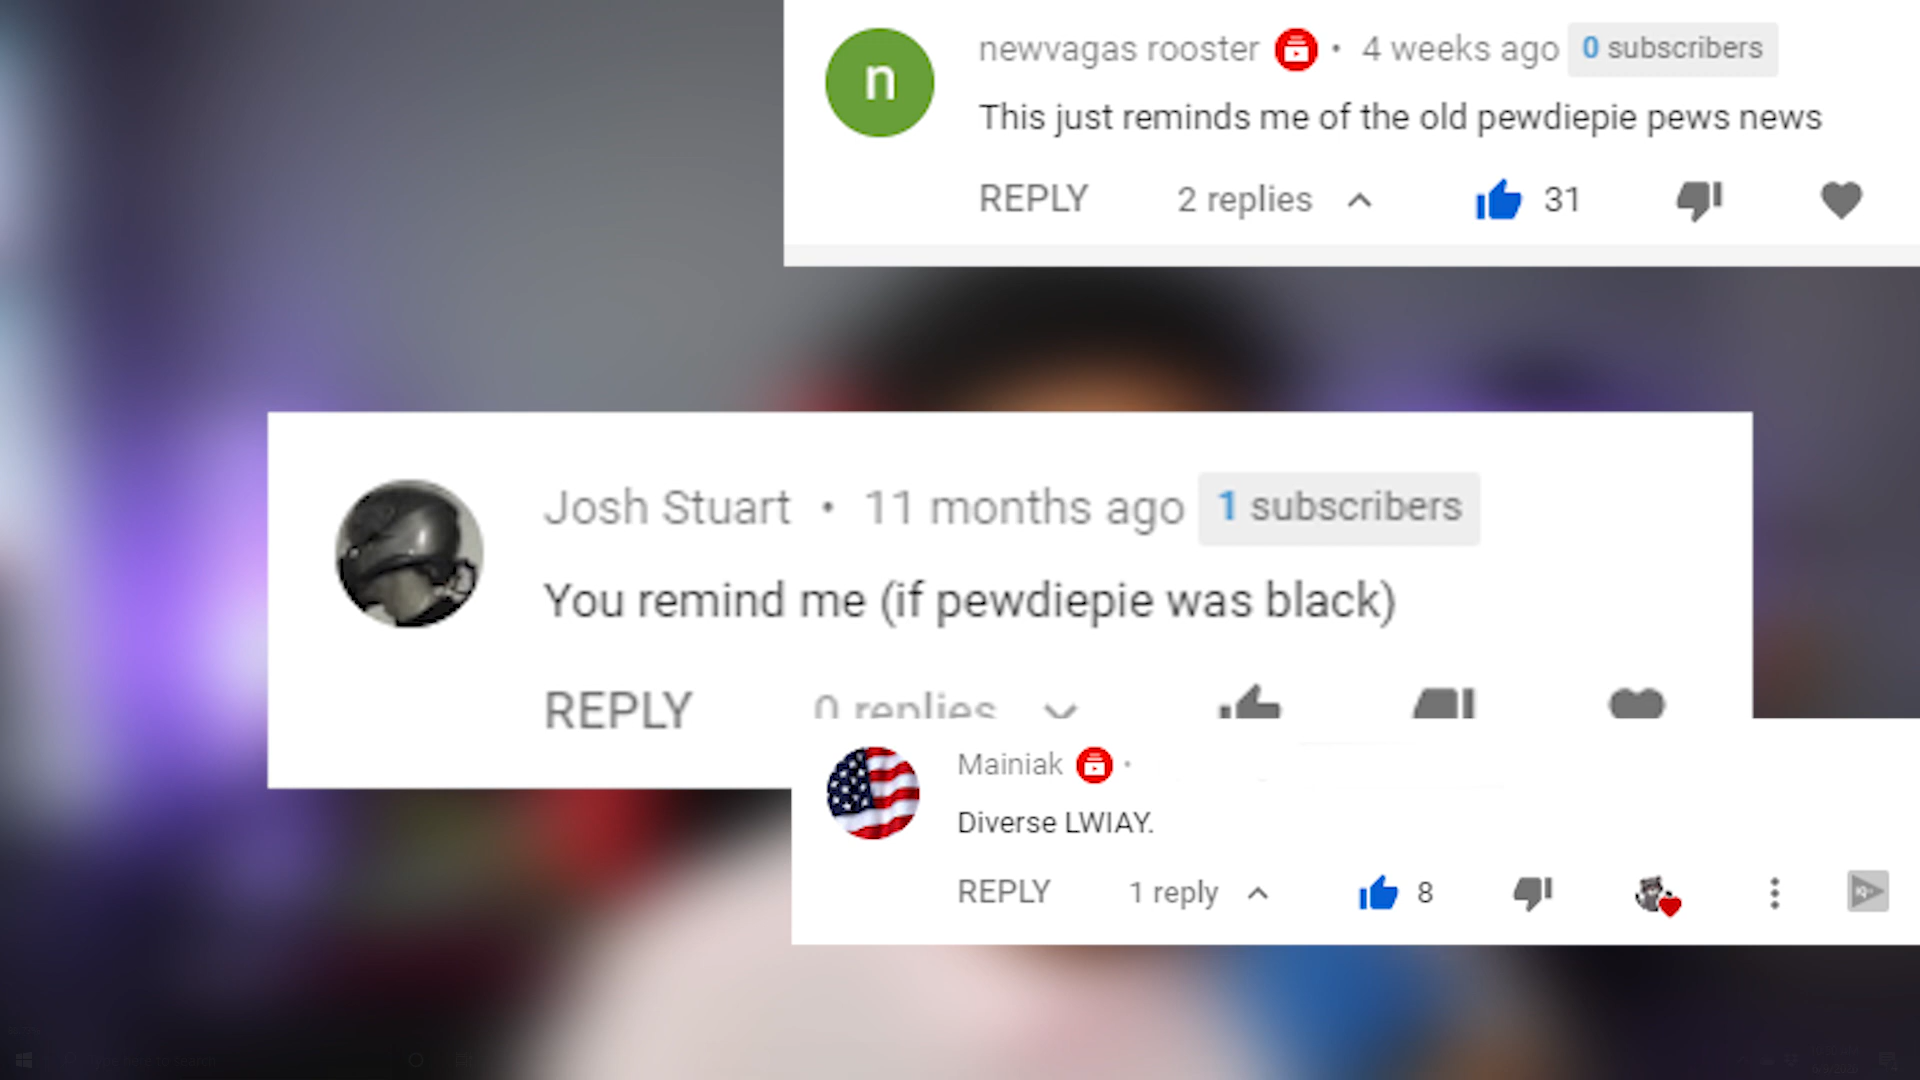 n
newvagas rooster • 4 weeks ago 0 subscribers
This just reminds me of the old pewdiepie pews news
REPLY 2 replies 31
Josh Stuart • 11 months ago 1 subscribers
You remind me (if pewdiepie was black)
REPLY 0 replies
Mainiak •
Diverse LWIAY.
REPLY 1 reply 8